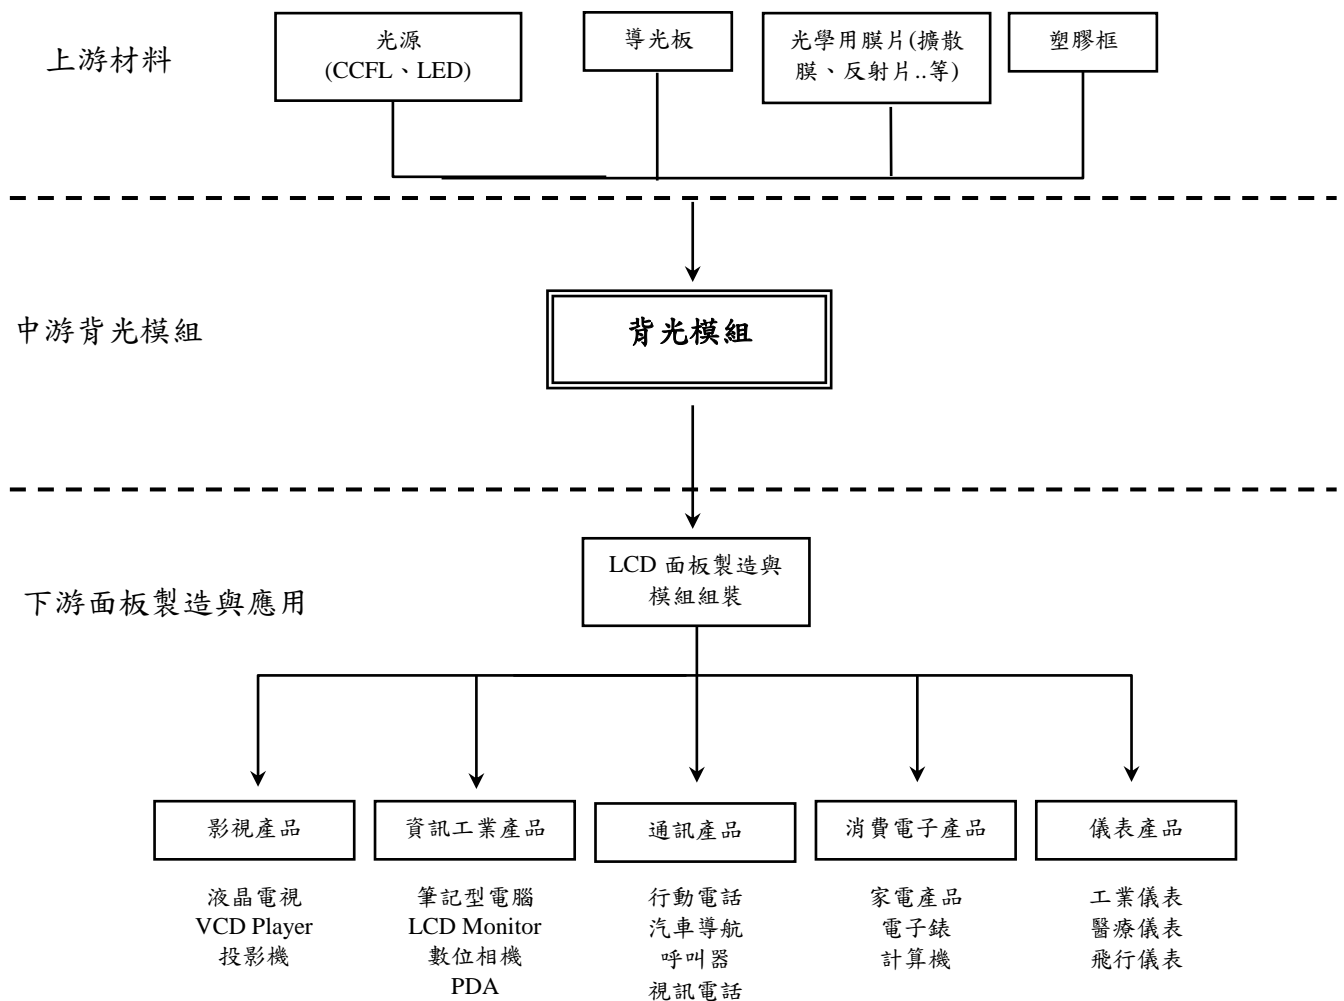 上游材料
光源
(CCFL、LED)
導光板
光學用膜片(擴散
膜、反射片..等)
塑膠框
中游背光模組
背光模組
LCD 面板製造與
模組組裝
下游面板製造與應用
影視產品
資訊工業產品
通訊產品
消費電子產品
儀表產品
液晶電視
VCD Player
投影機
筆記型電腦
LCD Monitor
數位相機
PDA
行動電話
汽車導航
呼叫器
視訊電話
家電產品
電子錶
計算機
工業儀表
醫療儀表
飛行儀表